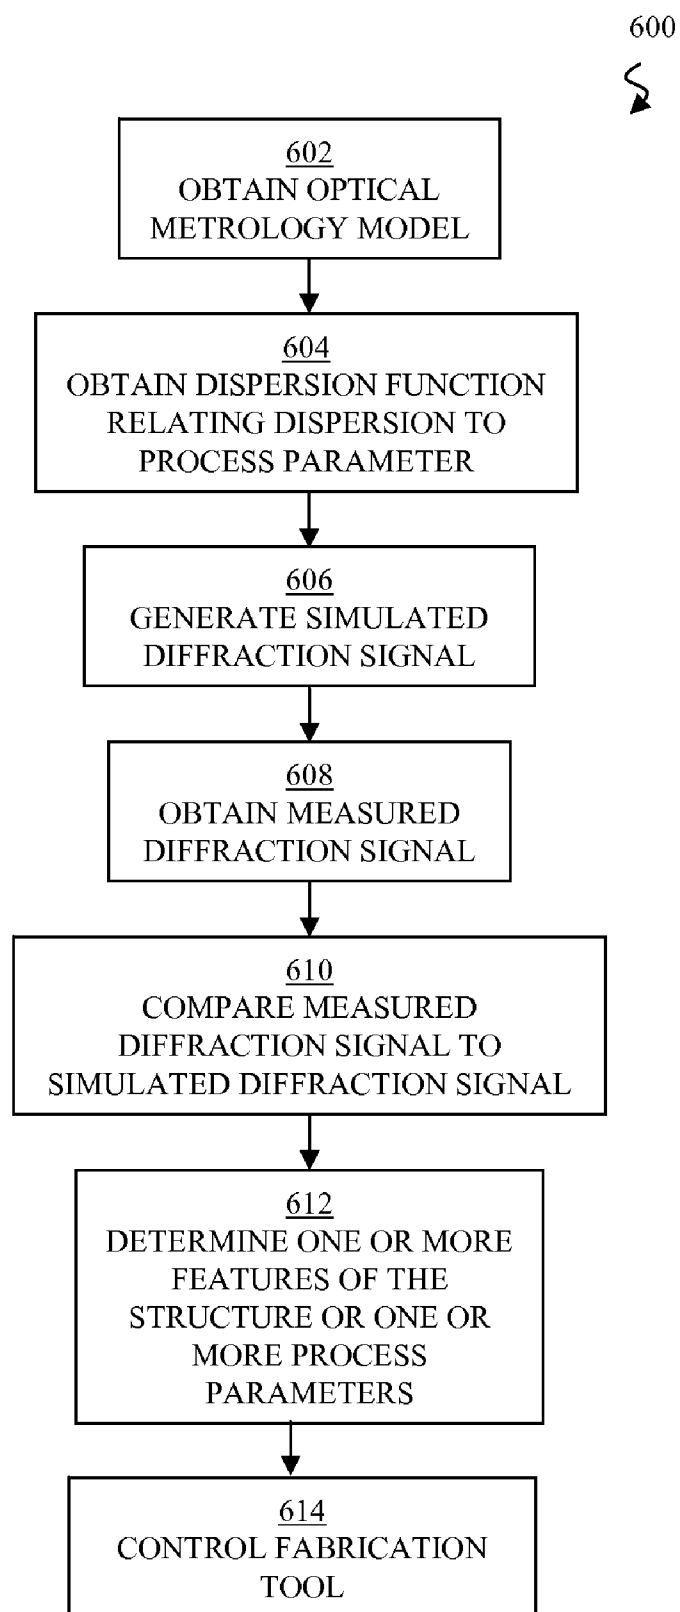 600
602
OBTAIN OPTICAL
METROLOGY MODEL
604
OBTAIN DISPERSION FUNCTION
RELATING DISPERSION TO
PROCESS PARAMETER
606
GENERATE SIMULATED
DIFFRACTION SIGNAL
608
OBTAIN MEASURED
DIFFRACTION SIGNAL
610
COMPARE MEASURED
DIFFRACTION SIGNAL TO
SIMULATED DIFFRACTION SIGNAL
612
DETERMINE ONE OR MORE
FEATURES OF THE
STRUCTURE OR ONE OR
MORE PROCESS
PARAMETERS
614
CONTROL FABRICATION
TOOL